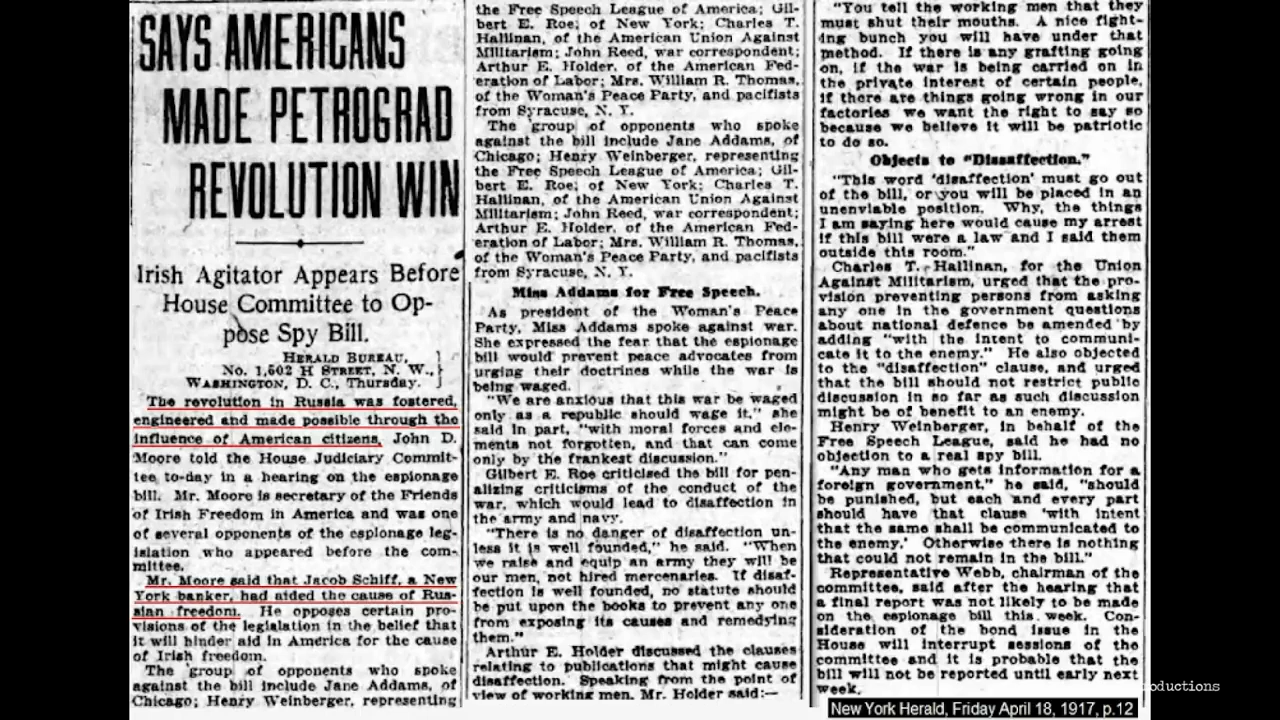 SAYS AMERICANS
MADE PETROGRAD
REVOLUTION WIN
Irish Agitator Appears Before
House Committee to Op-
pose Spy Bill.
HERALD BUREAU,
No. 1,502 H STREET, N. W.,
WASHINGTON, D. C., Thursday.
The revolution in Russia was fostered,
engineered and made possible through the
influence of American citizens, John D.
Moore told the House Judiciary Commit-
tee to-day in a hearing on the espionage
bill. Mr. Moore is secretary of the Friends
of Irish Freedom in America and was one
of several opponents of the espionage leg-
islation who appeared before the com-
mittee.
Mr. Moore said that Jacob Schiff, a New
York banker, had aided the cause of Rus-
sian freedom. He opposes certain pro-
visions of the legislation in the belief that
it will hinder aid in America for the cause
of Irish freedom.
The group of opponents who spoke
against the bill include Jane Addams, of
Chicago; Henry Weinberger, representing
the Free Speech League of America; Gil-
bert E. Roe, of New York; Charles T.
Hallinan, of the American Union Against
Militarism; John Reed, war correspondent;
Arthur E. Holder, of the American Fed-
eration of Labor; Mrs. William R. Thomas,
of the Woman's Peace Party, and pacifists
from Syracuse, N. Y.
The group of opponents who spoke
against the bill include Jane Addams, of
Chicago; Henry Weinberger, representing
the Free Speech League of America; Gil-
bert E. Roe, of New York; Charles T.
Hallinan, of the American Union Against
Militarism; John Reed, war correspondent;
Arthur E. Holder, of the American Fed-
eration of Labor; Mrs. William R. Thomas,
of the Woman's Peace Party, and pacifists
from Syracuse, N. Y.
Miss Addams for Free Speech.
As president of the Woman's Peace
Party, Miss Addams spoke against war.
She expressed the fear that the espionage
bill would prevent peace advocates from
urging their doctrines while the war is
being waged.
"We are anxious that this war be waged
only as a republic should wage it," she
said in part, "with moral forces and ele-
ments not forgotten, and that can come
only by the frankest discussion."
Gilbert E. Roe criticised the bill for pen-
alizing criticisms of the conduct of the
war, which would lead to disaffection in
the army and navy.
"There is no danger of disaffection un-
less it is well founded," he said. "When
we raise and equip an army they will be
our men, not hired mercenaries. If disaf-
fection is well founded, no statute should
be put upon the books to prevent any one
from exposing its causes and remedying
them."
Arthur E. Holder discussed the clauses
relating to publications that might cause
disaffection. Speaking from the point of
view of working men, Mr. Holder said:—
"You tell the working men that they
must shut their mouths. A nice fight-
ing bunch you will have under that
method. If there is any grafting going
on, if the war is being carried on in
the private interest of certain people,
if there are things going wrong in our
factories we want the right to say so
because we believe it will be patriotic
to do so.
Objects to "Disaffection."
"This word 'disaffection' must go out
of the bill, or you will be placed in an
unenviable position. Why, the things
I am saying here would cause my arrest
if this bill were a law and I said them
outside this room."
Charles T. Hallinan, for the Union
Against Militarism, urged that the pro-
vision preventing persons from asking
any one in the government questions
about national defence be amended by
adding "with the intent to communi-
cate it to the enemy." He also objected
to the "disaffection" clause, and urged
that the bill should not restrict public
discussion in so far as such discussion
might be of benefit to an enemy.
Henry Weinberger, in behalf of the
Free Speech League, said he had no
objection to a real spy bill.
"Any man who gets information for a
foreign government," he said, "should
be punished, but each and every part
should have that clause 'with intent
that the same shall be communicated to
the enemy.' Otherwise there is nothing
that could not remain in the bill."
Representative Webb, chairman of the
committee, said after the hearing that
a final report was not likely to be made
on the espionage bill this week. Con-
sideration of the bond issue in the
House will interrupt sessions of the
committee and it is probable that the
bill will not be reported until early next
week.
oductions
New York Herald, Friday April 18, 1917, p.12